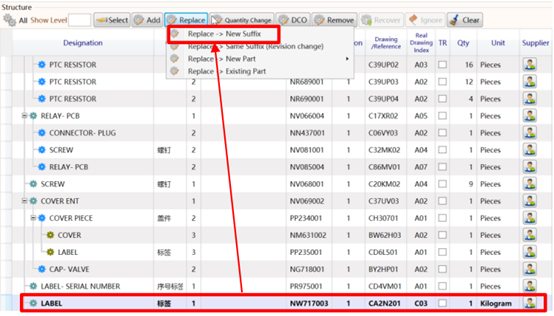 Structure
All Show Level Select Add Replace Quantity Change DCO Remove Recover Ignore Clear
Replace -> New Suffix
Replace -> Same Suffix (Revision change)
Replace -> New Part
Replace -> Existing Part
Designation Drawing /Reference Real Drawing Index TR Qty Unit Supplier
PTC RESISTOR 2 C39UP02 A03 16 Pieces
PTC RESISTOR 2 NR689001 1 C39UP03 A02 12 Pieces
PTC RESISTOR 2 NR690001 1 C39UP04 A02 4 Pieces
RELAY- PCB 1 NV066004 1 C17XR02 A05 1 Pieces
CONNECTOR- PLUG 2 NN437001 1 C06VY03 A02 1 Pieces
SCREW 螺钉 2 NV081001 1 C32MK02 A04 1 Pieces
RELAY- PCB 2 NV085004 1 C86MV01 A07 1 Pieces
SCREW 螺钉 1 NV068001 1 C20KM02 A04 9 Pieces
COVER ENT 1 NV069002 1 C37UV03 A02 1 Pieces
COVER PIECE 盖件 2 PP234001 1 CH30701 A01 1 Pieces
COVER 3 NM631002 1 BW62H03 A02 1 Pieces
LABEL 标签 3 PP235001 1 CD6L501 A01 1 Pieces
CAP- VALVE 2 NG718001 1 BY2HP01 A02 1 Pieces
LABEL- SERIAL NUMBER 序号标签 1 PR975001 1 CD4VM01 A01 1 Pieces
LABEL 标签 1 NW717003 1 CA2N201 C03 1 Kilogram